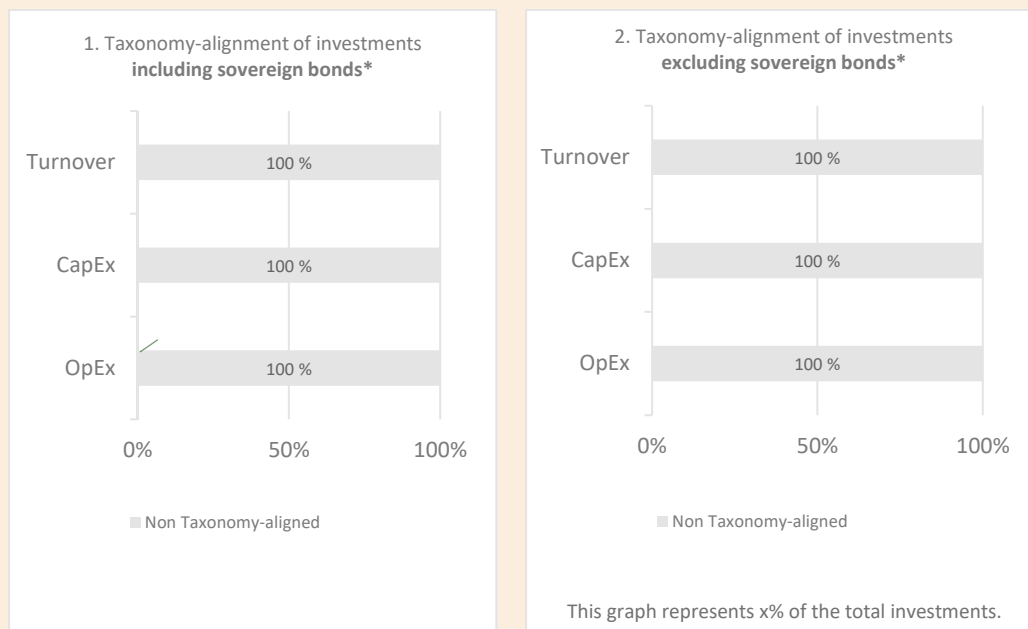 1. Taxonomy-alignment of investments
including sovereign bonds*
Turnover
100 %
CapEx
100 %
OpEx
100 %
0%
50%
100%
Non Taxonomy-aligned
2. Taxonomy-alignment of investments
excluding sovereign bonds*
Turnover
100 %
CapEx
100 %
OpEx
100 %
0%
50%
100%
Non Taxonomy-aligned
This graph represents x% of the total investments.